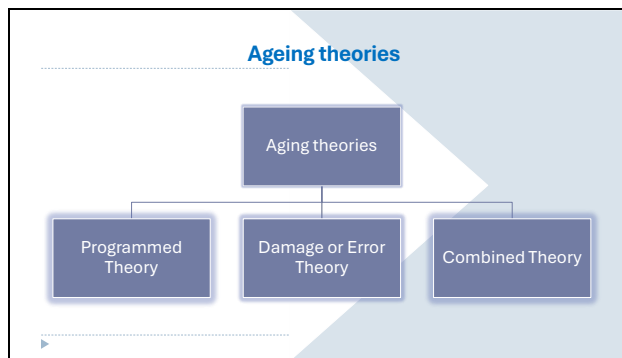 Ageing theories
Aging theories
Programmed
Theory
Damage or Error
Theory
Combined Theory